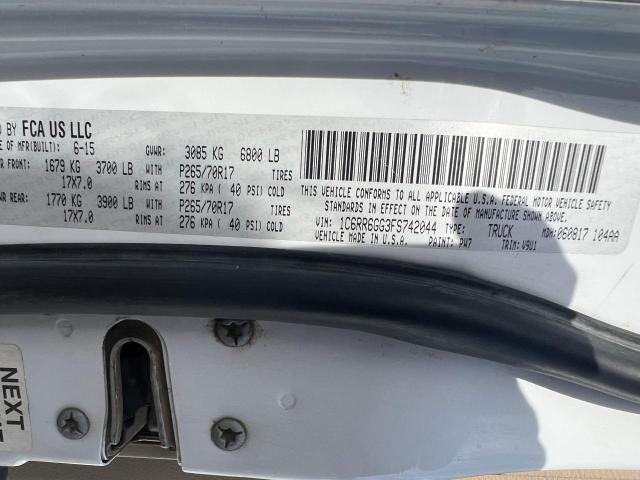 BY FCA US LLC
OF MFR(BUILT): 6-15 GVWR: 3085 KG 6800 LB
FRONT: 1679 KG 3700 LB WITH P265/70R17 TIRES
17X7.0 RIMS AT 276 KPA ( 40 PSI) COLD
REAR: 1770 KG 3900 LB WITH P265/70R17 TIRES
17X7.0 RIMS AT 276 KPA ( 40 PSI) COLD
THIS VEHICLE CONFORMS TO ALL APPLICABLE U.S.A. FEDERAL MOTOR VEHICLE SAFETY
STANDARDS IN EFFECT ON THE DATE OF MANUFACTURE SHOWN ABOVE.
VIN: 1C6RR6GG3FS742044 TYPE: TRUCK MDH: 060817 104AA
VEHICLE MADE IN U.S.A. PAINT: PW7 TRIM: V9U1
NEXT